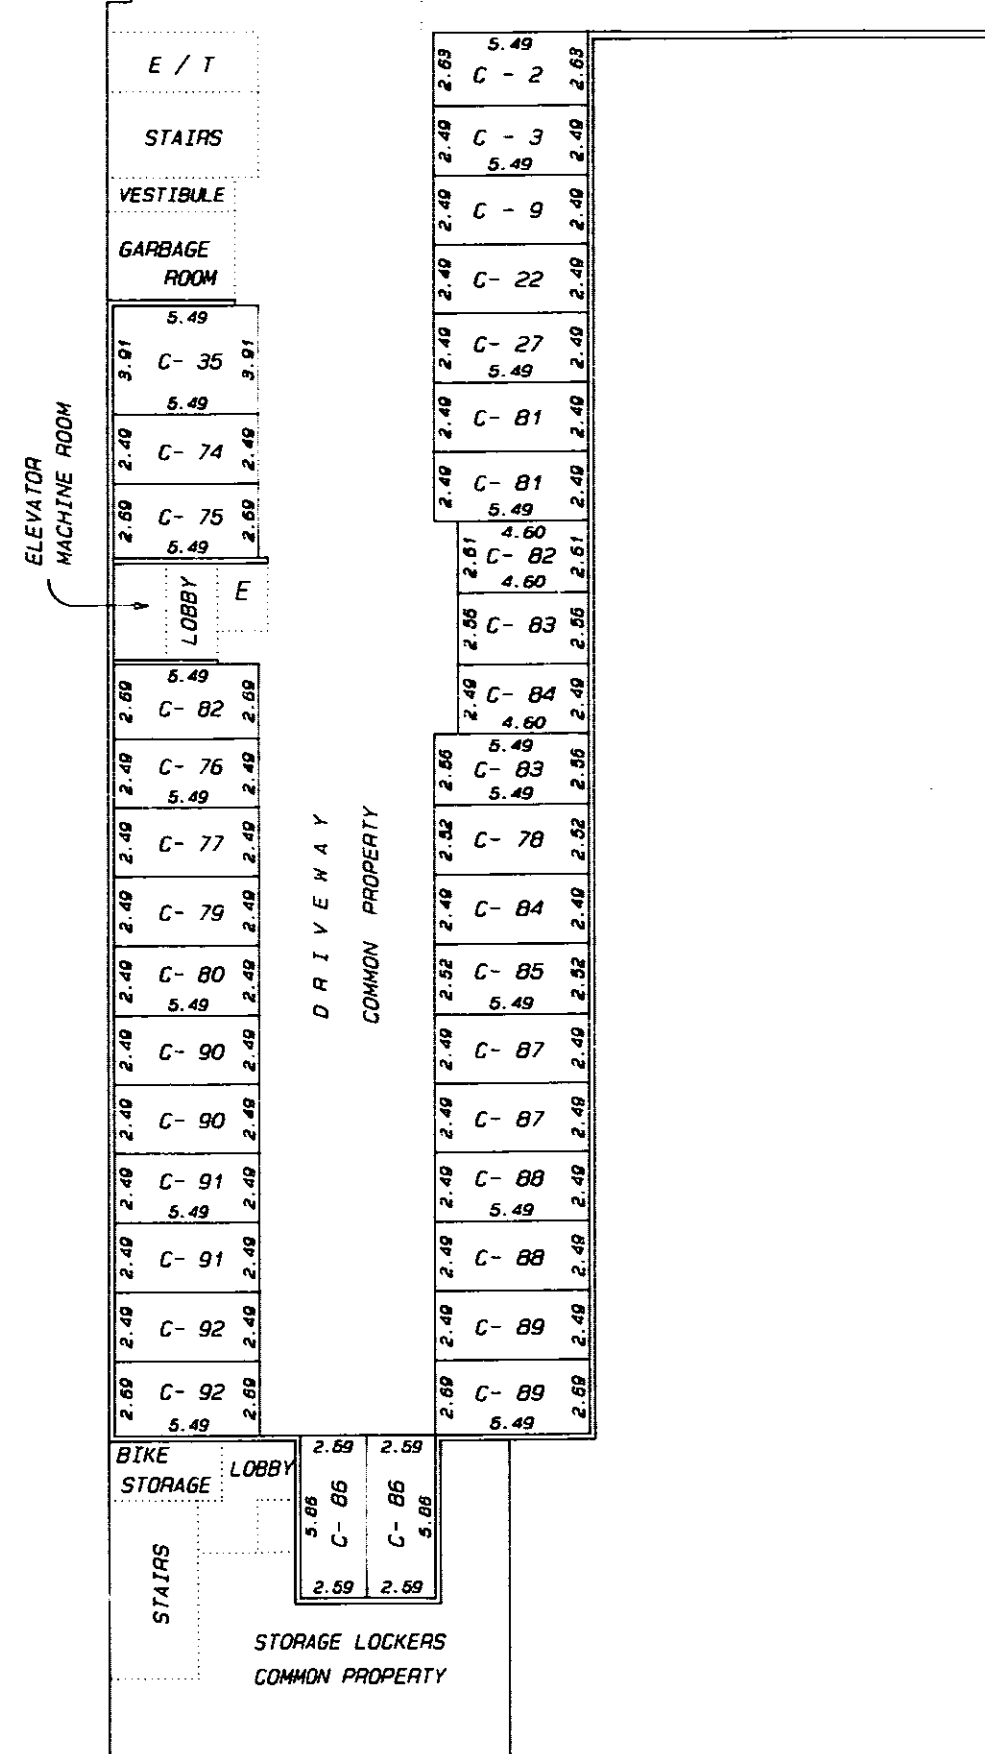 E / T
STAIRS
VESTIBULE
GARBAGE
ROOM
5.49
3.91 C- 35 3.91
5.49
2.49 C- 74 2.49
2.69 C- 75 2.69
5.49
ELEVATOR
MACHINE ROOM
LOBBY
E
5.49
2.69 C- 82 2.69
2.49 C- 76 2.49
5.49
2.49 C- 77 2.49
2.49 C- 79 2.49
2.49 C- 80 2.49
5.49
2.49 C- 90 2.49
2.49 C- 90 2.49
2.49 C- 91 2.49
5.49
2.49 C- 91 2.49
2.49 C- 92 2.49
2.69 C- 92 2.69
5.49
DRIVEWAY
COMMON PROPERTY
5.49
2.69 C - 2 2.69
2.49 C - 3 2.49
5.49
2.49 C - 9 2.49
2.49 C- 22 2.49
2.49 C- 27 2.49
5.49
2.49 C- 81 2.49
2.49 C- 81 2.49
5.49
4.60
2.61 C- 82 2.61
4.60
2.56 C- 83 2.56
2.49 C- 84 2.49
4.60
5.49
2.56 C- 83 2.56
5.49
2.52 C- 78 2.52
2.49 C- 84 2.49
2.52 C- 85 2.52
5.49
2.49 C- 87 2.49
2.49 C- 87 2.49
2.49 C- 88 2.49
5.49
2.49 C- 88 2.49
2.49 C- 89 2.49
2.69 C- 89 2.69
5.49
BIKE
STORAGE
LOBBY
STAIRS
2.59 2.59
5.86 C- 86 C- 86 5.86
2.59 2.59
STORAGE LOCKERS
COMMON PROPERTY